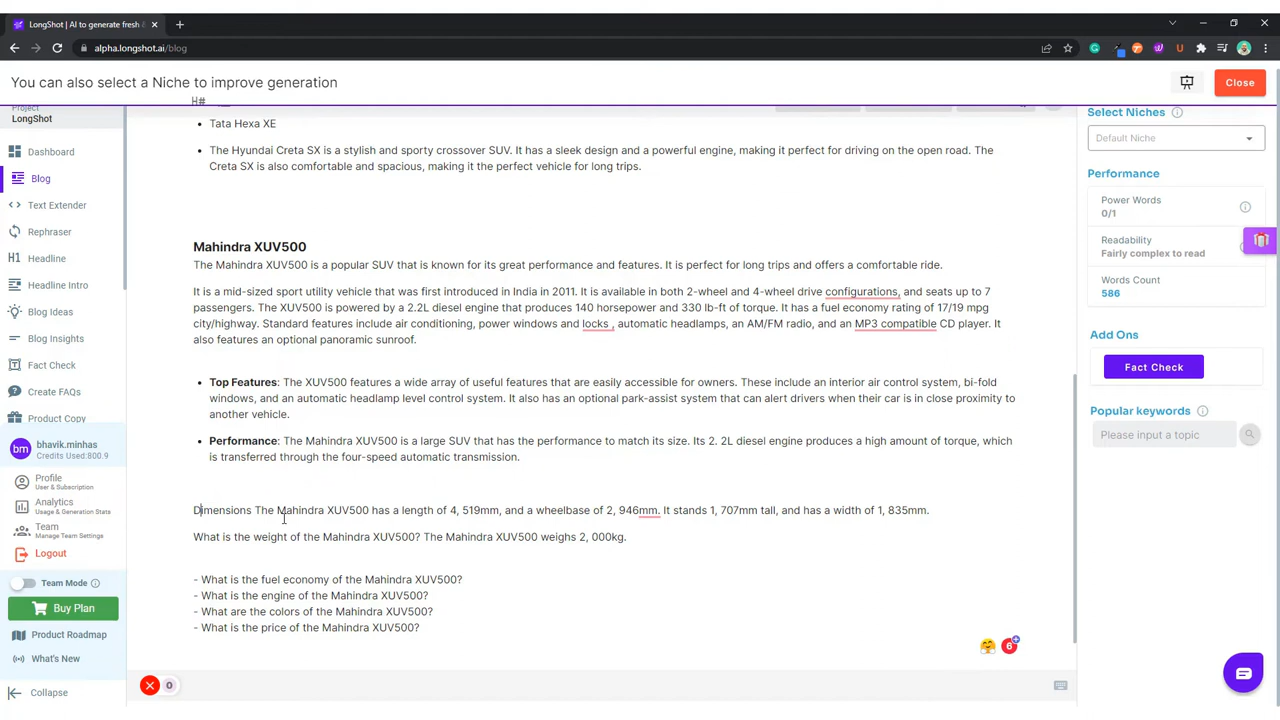 LongShot | AI to generate fresh &
alpha.longshot.ai/blog
You can also select a Niche to improve generation
Close
Project
LongShot
Dashboard
Blog
Text Extender
Rephraser
H1 Headline
Headline Intro
Blog Ideas
Blog Insights
Fact Check
Create FAQs
Product Copy
bm
bhavik.minhas
Credits Used:800.9
Profile
User & Subscription
Analytics
Usage & Generation Stats
Team
Manage Team Settings
Logout
Team Mode
Buy Plan
Product Roadmap
What's New
Collapse
H#
• Tata Hexa XE
• The Hyundai Creta SX is a stylish and sporty crossover SUV. It has a sleek design and a powerful engine, making it perfect for driving on the open road. The
Creta SX is also comfortable and spacious, making it the perfect vehicle for long trips.
Mahindra XUV500
The Mahindra XUV500 is a popular SUV that is known for its great performance and features. It is perfect for long trips and offers a comfortable ride.
It is a mid-sized sport utility vehicle that was first introduced in India in 2011. It is available in both 2-wheel and 4-wheel drive configurations, and seats up to 7
passengers. The XUV500 is powered by a 2.2L diesel engine that produces 140 horsepower and 330 lb-ft of torque. It has a fuel economy rating of 17/19 mpg
city/highway. Standard features include air conditioning, power windows and locks , automatic headlamps, an AM/FM radio, and an MP3 compatible CD player. It
also features an optional panoramic sunroof.
• Top Features: The XUV500 features a wide array of useful features that are easily accessible for owners. These include an interior air control system, bi-fold
windows, and an automatic headlamp level control system. It also has an optional park-assist system that can alert drivers when their car is in close proximity to
another vehicle.
• Performance: The Mahindra XUV500 is a large SUV that has the performance to match its size. Its 2. 2L diesel engine produces a high amount of torque, which
is transferred through the four-speed automatic transmission.
Dimensions The Mahindra XUV500 has a length of 4, 519mm, and a wheelbase of 2, 946mm. It stands 1, 707mm tall, and has a width of 1, 835mm.
What is the weight of the Mahindra XUV500? The Mahindra XUV500 weighs 2, 000kg.
- What is the fuel economy of the Mahindra XUV500?
- What is the engine of the Mahindra XUV500?
- What are the colors of the Mahindra XUV500?
- What is the price of the Mahindra XUV500?
6
0
Select Niches
Default Niche
Performance
Power Words
0/1
Readability
Fairly complex to read
Words Count
586
Add Ons
Fact Check
Popular keywords
Please input a topic